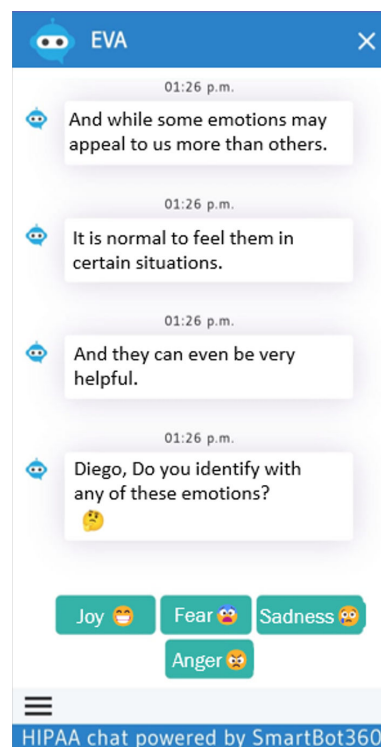 EVA
01:26 p.m.
And while some emotions may
appeal to us more than others.
01:26 p.m.
It is normal to feel them in
certain situations.
01:26 p.m.
And they can even be very
helpful.
01:26 p.m.
Diego, Do you identify with
any of these emotions?
🤔
Joy 😁 Fear 😨 Sadness 😢
Anger 😠
HIPAA chat powered by SmartBot360